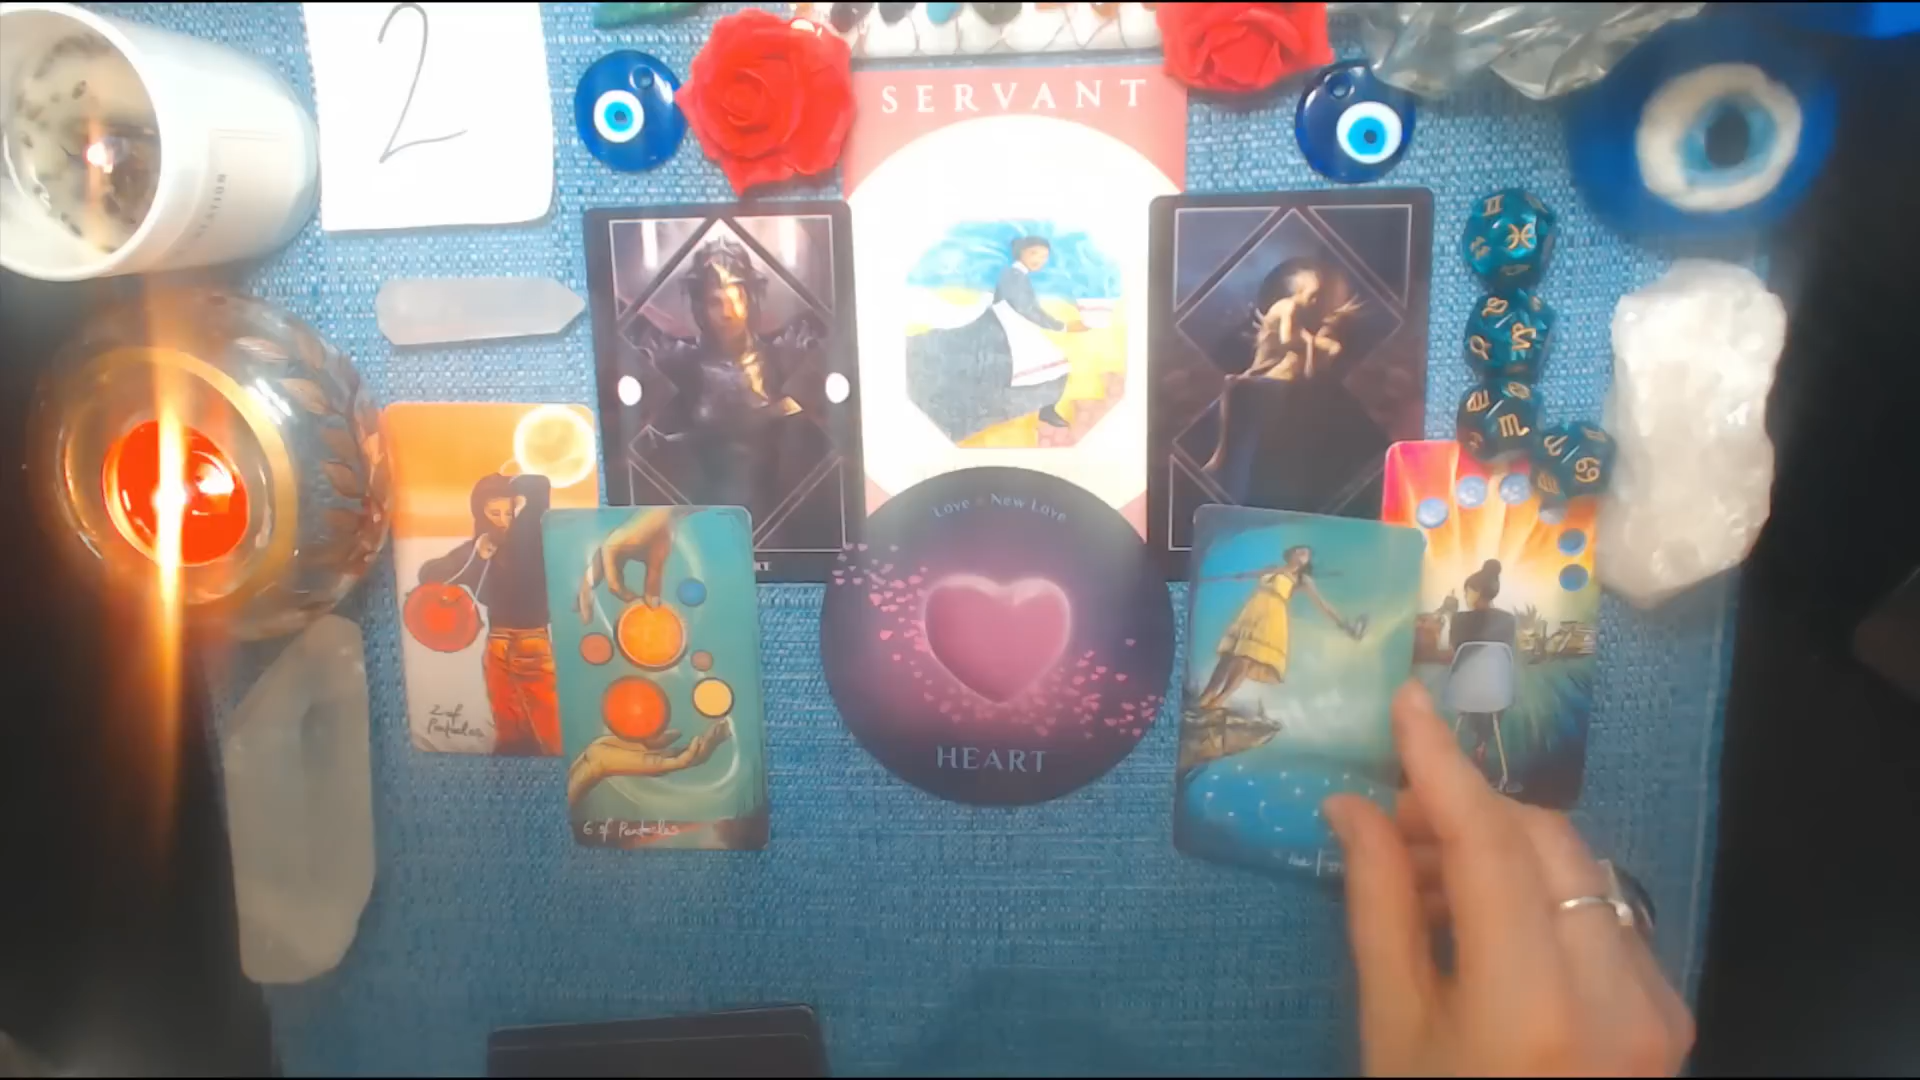 2
SERVANT
Love - New Love
HEART
2 of
Pentacles
6 of Pentacles